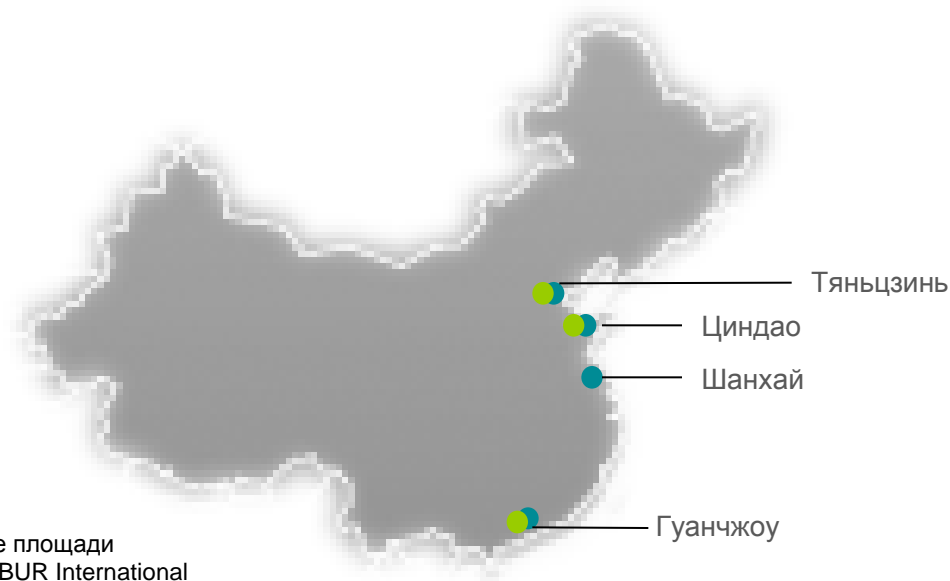 Тяньцзинь
Циндао
Шанхай
Гуанчжоу
е площади
BUR International